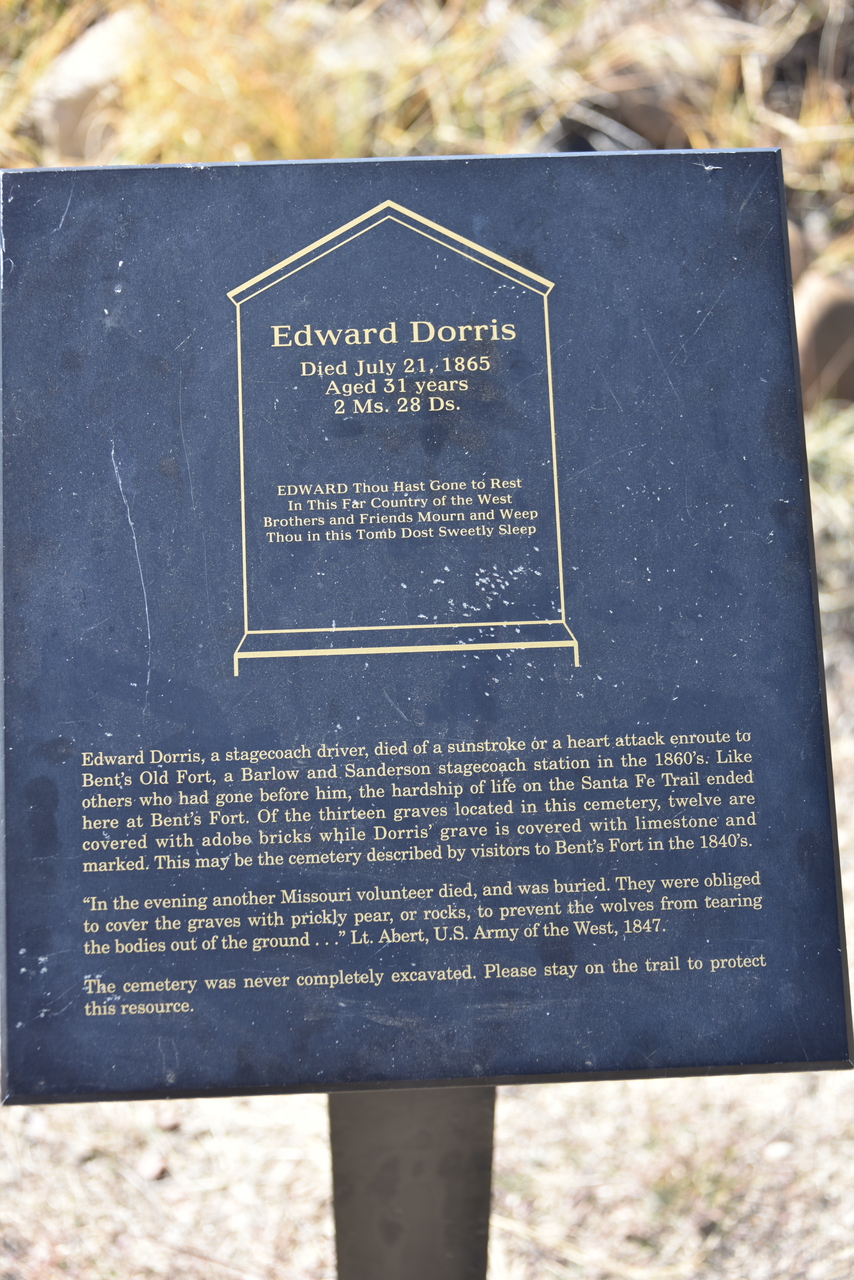 Edward Dorris
Died July 21, 1865
Aged 31 years
2 Ms. 28 Ds.
EDWARD Thou Hast Gone to Rest
In This Far Country of the West
Brothers and Friends Mourn and Weep
Thou in this Tomb Dost Sweetly Sleep
Edward Dorris, a stagecoach driver, died of a sunstroke or a heart attack enroute to
Bent's Old Fort, a Barlow and Sanderson stagecoach station in the 1860's. Like
others who had gone before him, the hardship of life on the Santa Fe Trail ended
here at Bent's Fort. Of the thirteen graves located in this cemetery, twelve are
covered with adobe bricks while Dorris' grave is covered with limestone and
marked. This may be the cemetery described by visitors to Bent's Fort in the 1840's.
“In the evening another Missouri volunteer died, and was buried. They were obliged
to cover the graves with prickly pear, or rocks, to prevent the wolves from tearing
the bodies out of the ground . . .” Lt. Abert, U.S. Army of the West, 1847.
The cemetery was never completely excavated. Please stay on the trail to protect
this resource.